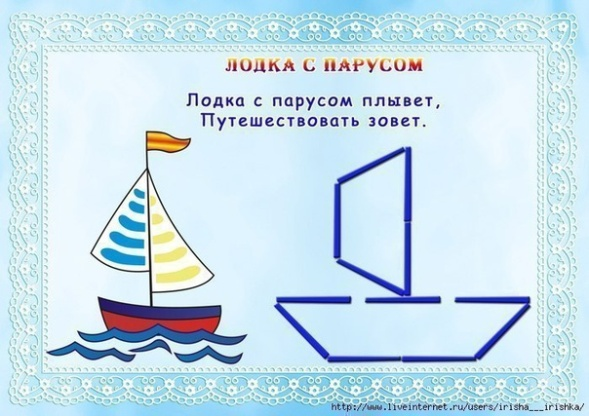 ЛОДКА С ПАРУСОМ
Лодка с парусом плывет,
Путешествовать зовет.
http://www.liveinternet.ru/users/irisha___irishka/